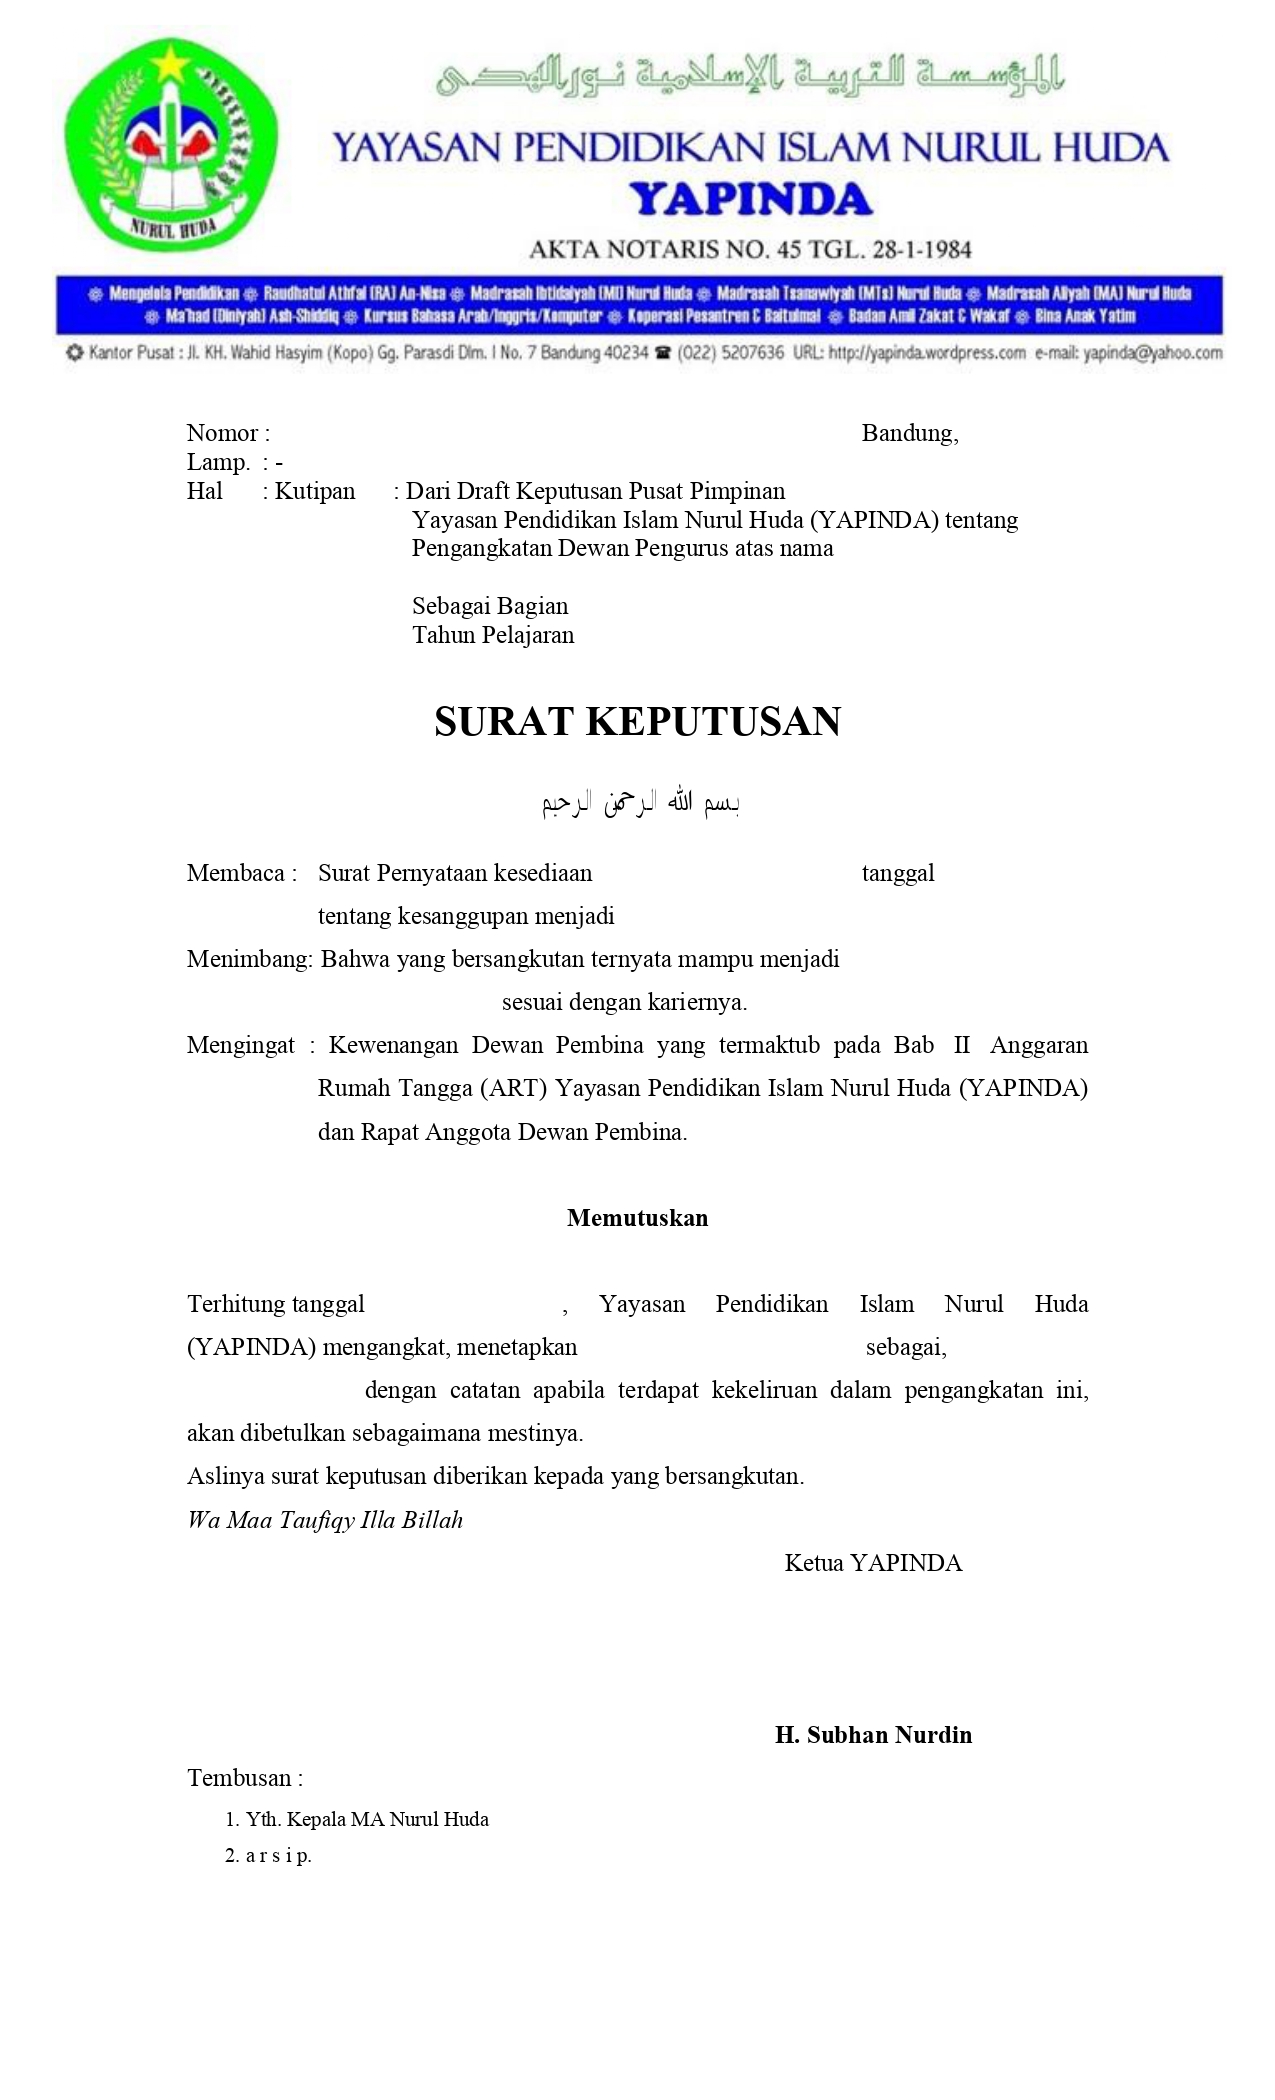 المؤسسة التربية الإسلامية نور الهدى
YAYASAN PENDIDIKAN ISLAM NURUL HUDA
YAPINDA
NURUL HUDA
AKTA NOTARIS NO. 45 TGL. 28-1-1984
Mengelola Pendidikan Raudhatul Athfal (RA) An-Nisa Madrasah Ibtidaiyah (MI) Nurul Huda Madrasah Tsanawiyah (MTs) Nurul Huda Madrasah Aliyah (MA) Nurul Huda
Ma'had (Diniyah) Ash-Shiddiq Kursus Bahasa Arab/Inggris/Komputer Koperasi Pesantren & Baitulmal Badan Amil Zakat & Wakaf Bina Anak Yatim
Kantor Pusat : Jl. KH. Wahid Hasyim (Kopo) Gg. Parasdi Dlm. I No. 7 Bandung 40234 ☎ (022) 5207636 URL: http://yapinda.wordpress.com e-mail: yapinda@yahoo.com
Nomor : Bandung,
Lamp. : -
Hal : Kutipan : Dari Draft Keputusan Pusat Pimpinan
Yayasan Pendidikan Islam Nurul Huda (YAPINDA) tentang
Pengangkatan Dewan Pengurus atas nama
Sebagai Bagian
Tahun Pelajaran
SURAT KEPUTUSAN
بسم الله الرحمن الرحيم
Membaca : Surat Pernyataan kesediaan tanggal
tentang kesanggupan menjadi
Menimbang: Bahwa yang bersangkutan ternyata mampu menjadi
sesuai dengan kariernya.
Mengingat : Kewenangan Dewan Pembina yang termaktub pada Bab II Anggaran
Rumah Tangga (ART) Yayasan Pendidikan Islam Nurul Huda (YAPINDA)
dan Rapat Anggota Dewan Pembina.
Memutuskan
Terhitung tanggal , Yayasan Pendidikan Islam Nurul Huda
(YAPINDA) mengangkat, menetapkan sebagai,
dengan catatan apabila terdapat kekeliruan dalam pengangkatan ini,
akan dibetulkan sebagaimana mestinya.
Aslinya surat keputusan diberikan kepada yang bersangkutan.
Wa Maa Taufiqy Illa Billah
Ketua YAPINDA
H. Subhan Nurdin
Tembusan :
1. Yth. Kepala MA Nurul Huda
2. a r s i p.